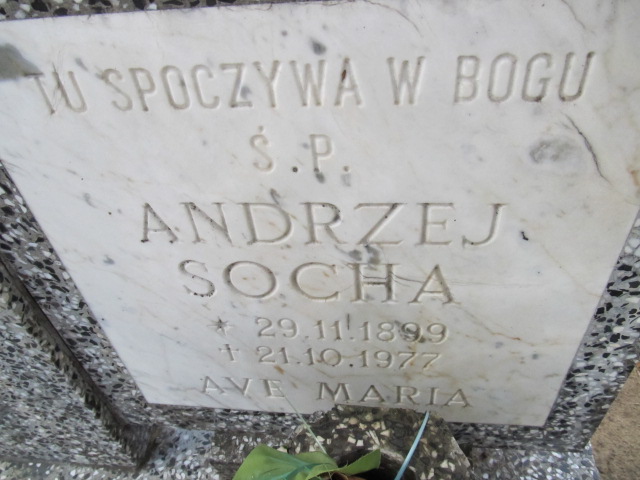 TU SPOCZYWA W BOGU
Ś.P.
ANDRZEJ
SOCHA
* 29.11.1899
† 21.10.1977
AVE MARIA